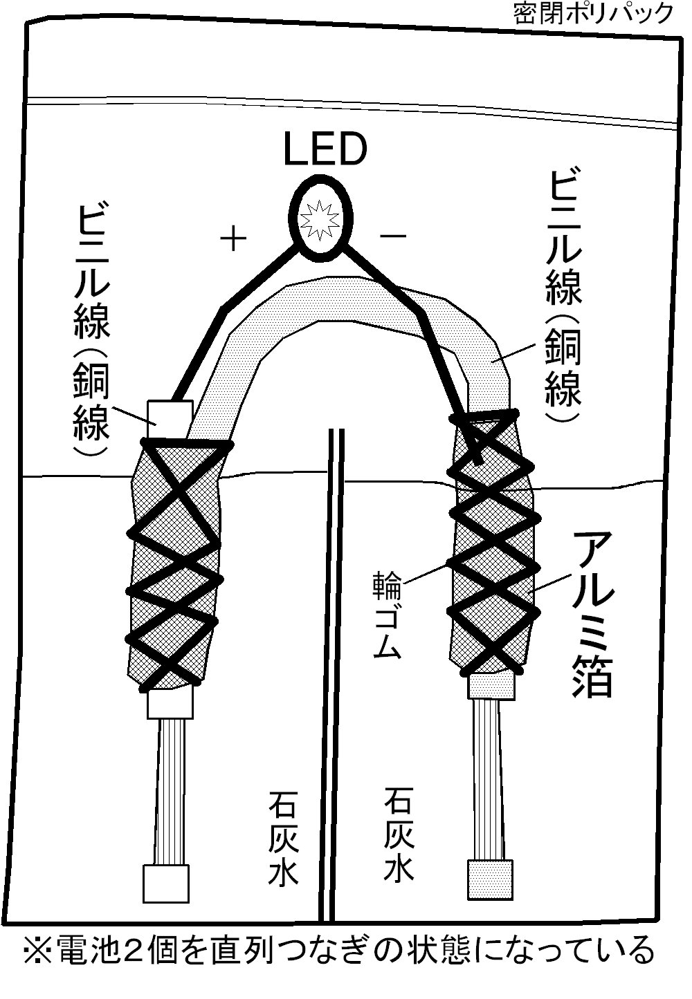 密閉ポリパック
LED
＋
－
ビニル線（銅線）
ビニル線（銅線）
アルミ箔
輪ゴム
石灰水
石灰水
※電池２個を直列つなぎの状態になっている